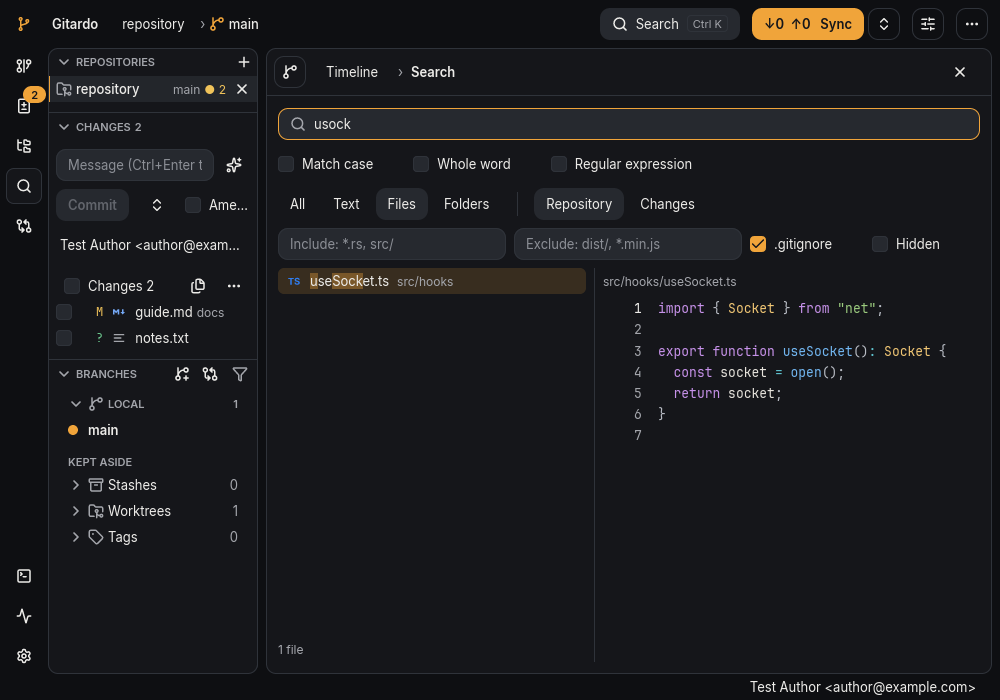 Gitardo repository › main Search Ctrl K ↓0 ↑0 Sync
REPOSITORIES
repository main 2
2
CHANGES 2
Message (Ctrl+Enter t
Commit Ame...
Test Author <author@exam...
Changes 2
M guide.md docs
? notes.txt
BRANCHES
LOCAL 1
main
KEPT ASIDE
Stashes 0
Worktrees 1
Tags 0
Timeline › Search
usock
Match case Whole word Regular expression
All Text Files Folders Repository Changes
Include: *.rs, src/ Exclude: dist/, *.min.js .gitignore Hidden
TS useSocket.ts src/hooks
1 file
src/hooks/useSocket.ts
1 import { Socket } from "net";
2
3 export function useSocket(): Socket {
4 const socket = open();
5 return socket;
6 }
7
Test Author <author@example.com>